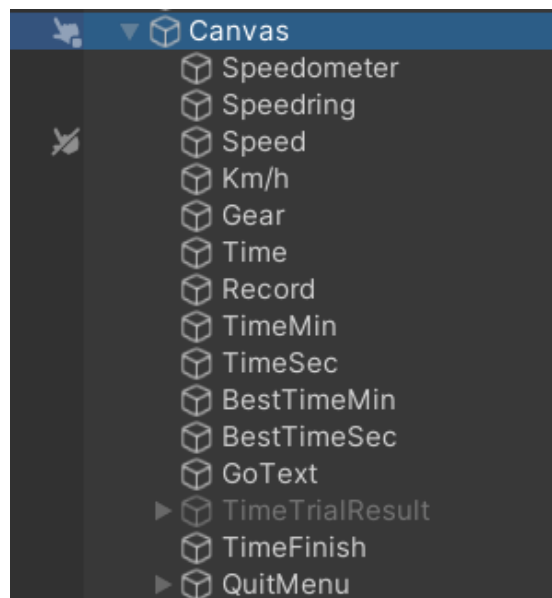 Canvas
Speedometer
Speedring
Speed
Km/h
Gear
Time
Record
TimeMin
TimeSec
BestTimeMin
BestTimeSec
GoText
TimeTrialResult
TimeFinish
QuitMenu